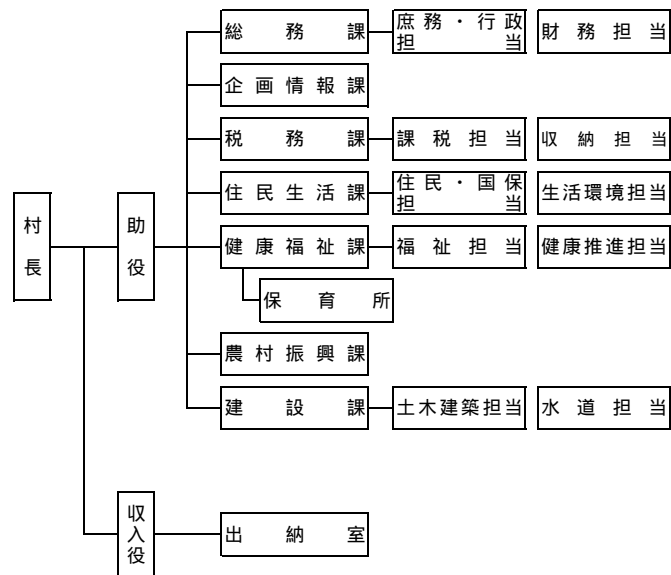 総務課
庶務・行政
担当
財務担当
企画情報課
税務課
課税担当
収納担当
住民生活課
住民・国保
担当
生活環境担当
村長
助役
健康福祉課
福祉担当
健康推進担当
保育所
農村振興課
建設課
土木建築担当
水道担当
収入役
出納室